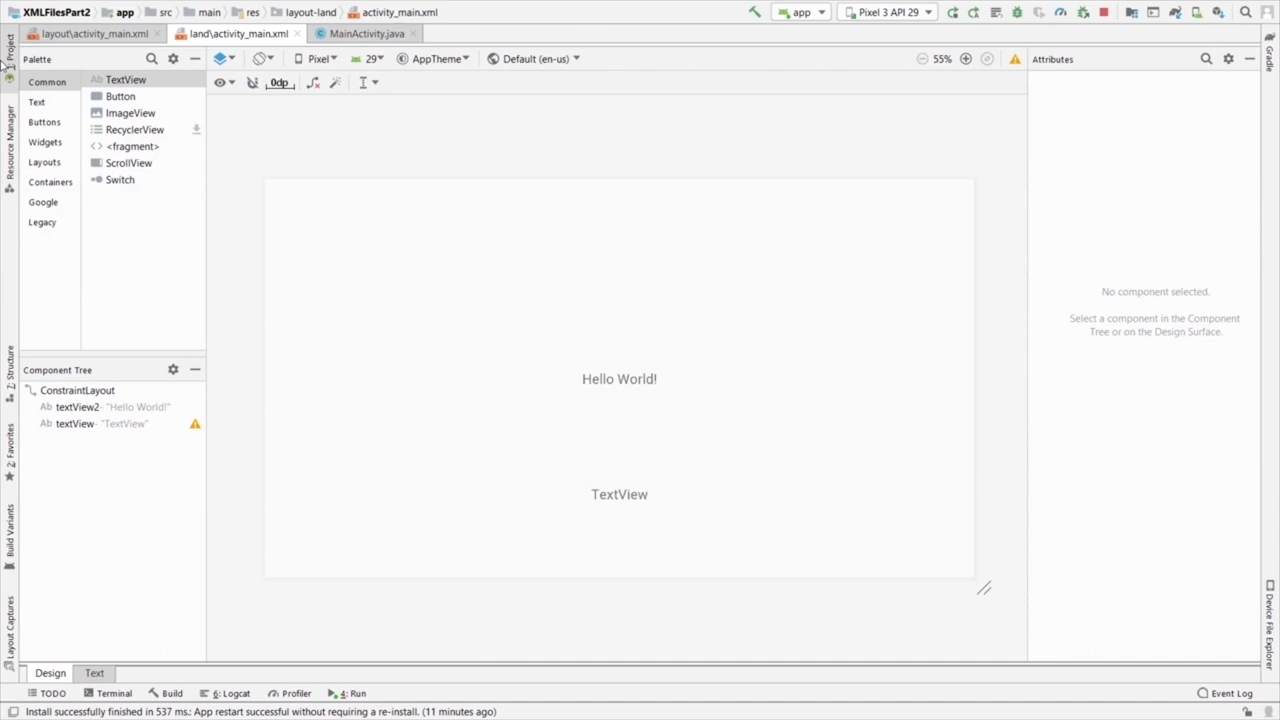 XMLFilesPart2 app src main res layout-land activity_main.xml app Pixel 3 API 29
layout\activity_main.xml land\activity_main.xml MainActivity.java
1: Project
Resource Manager
Z: Structure
2: Favorites
Build Variants
Layout Captures
Palette
Common
Text
Buttons
Widgets
Layouts
Containers
Google
Legacy
Ab TextView
Button
ImageView
RecyclerView
<> <fragment>
ScrollView
Switch
Pixel 29 AppTheme Default (en-us) 55%
0dp
Component Tree
ConstraintLayout
Ab textView2- "Hello World!"
Ab textView- "TextView"
Hello World!
TextView
Attributes
No component selected.
Select a component in the Component
Tree or on the Design Surface.
Gradle
Device File Explorer
Design Text
TODO Terminal Build 6: Logcat Profiler 4: Run Event Log
Install successfully finished in 537 ms.: App restart successful without requiring a re-install. (11 minutes ago)